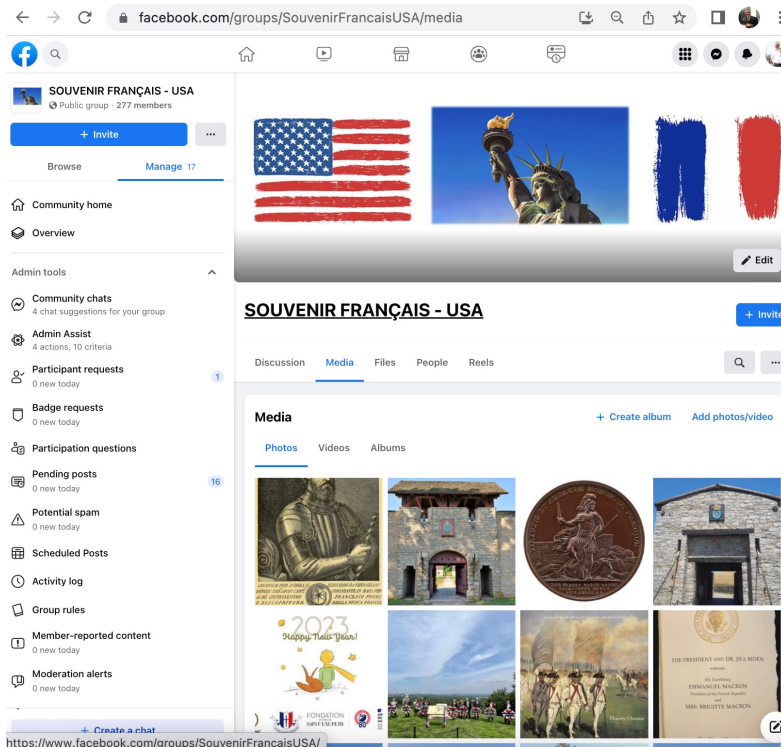 facebook.com/groups/SouvenirFrancaisUSA/media
SOUVENIR FRANÇAIS - USA
Public group · 277 members
+ Invite
Browse
Manage 17
Community home
Overview
Admin tools
Community chats
4 chat suggestions for your group
Admin Assist
4 actions, 10 criteria
Participant requests
0 new today
1
Badge requests
0 new today
Participation questions
Pending posts
0 new today
16
Potential spam
0 new today
Scheduled Posts
Activity log
Group rules
Member-reported content
0 new today
Moderation alerts
0 new today
+ Create a chat
https://www.facebook.com/groups/SouvenirFrancaisUSA/
Edit
SOUVENIR FRANÇAIS - USA
+ Invite
Discussion Media Files People Reels
Media
+ Create album Add photos/video
Photos Videos Albums
2023
Happy New Year!
FONDATION
SAINT EXUPÉRY
80
Thierry Chaunu
THE PRESIDENT AND DR. JILL BIDEN
welcome
His Excellency
EMMANUEL MACRON
President of the French Republic
and
MRS. BRIGITTE MACRON